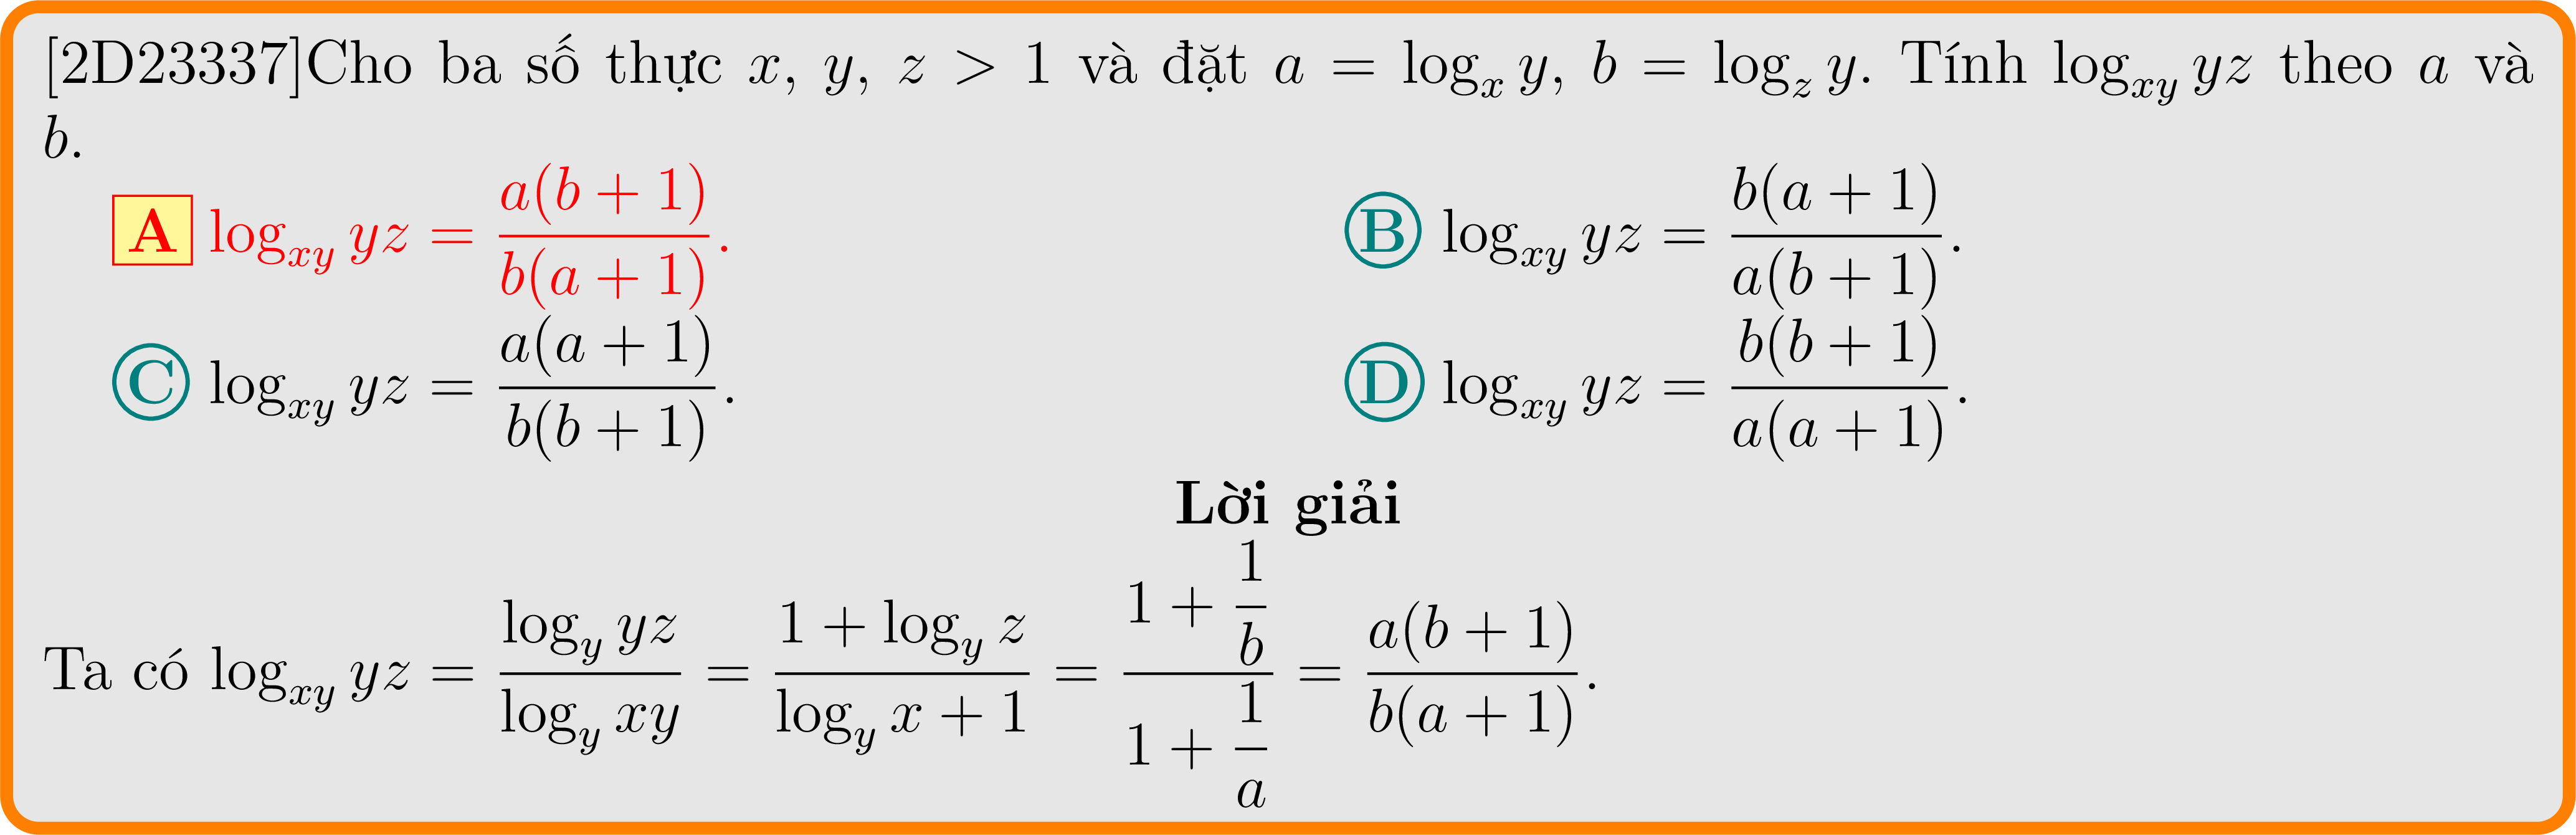 [2D23337]Cho ba số thực x, y, z > 1 và đặt a = log_x y, b = log_z y. Tính log_{xy} yz theo a và
b.
A log_{xy} yz = \frac{a(b + 1)}{b(a + 1)}. B log_{xy} yz = \frac{b(a + 1)}{a(b + 1)}.
C log_{xy} yz = \frac{a(a + 1)}{b(b + 1)}. D log_{xy} yz = \frac{b(b + 1)}{a(a + 1)}.
Lời giải
Ta có log_{xy} yz = \frac{log_y yz}{log_y xy} = \frac{1 + log_y z}{log_y x + 1} = \frac{1 + \frac{1}{b}}{1 + \frac{1}{a}} = \frac{a(b + 1)}{b(a + 1)}.